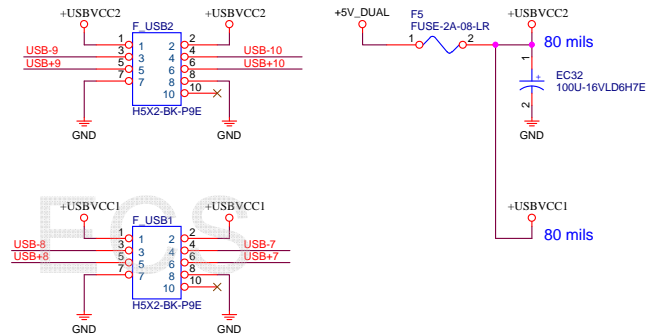 +USBVCC2 F_USB2 +USBVCC2
1 1 2 2
USB-9 3 3 4 4 USB-10
USB+9 5 5 6 6 USB+10
7 7 8 8
10 10
H5X2-BK-P9E
GND GND
+5V_DUAL F5 +USBVCC2
FUSE-2A-08-LR
1 2 80 mils
1
+ EC32
100U-16VLD6H7E
2
GND
ECS
+USBVCC1 F_USB1 +USBVCC1
1 1 2 2
USB-8 3 3 4 4 USB-7
USB+8 5 5 6 6 USB+7
7 7 8 8
10 10
H5X2-BK-P9E
GND GND
+USBVCC1
80 mils